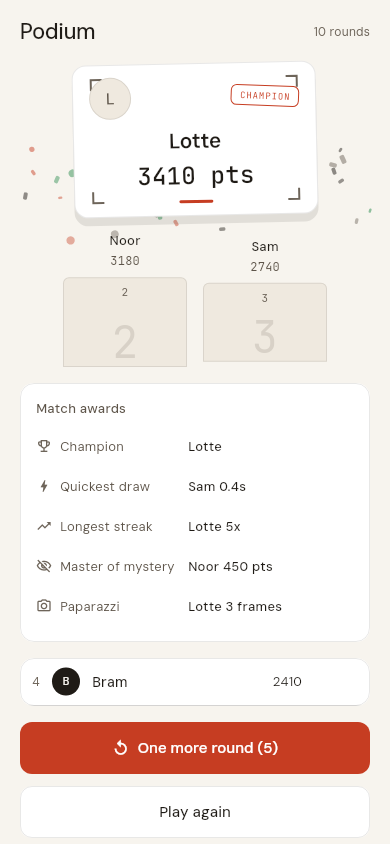 Podium
10 rounds
L
CHAMPION
Lotte
3410 pts
Noor
3180
Sam
2740
2
2
3
3
Match awards
Champion Lotte
Quickest draw Sam 0.4s
Longest streak Lotte 5x
Master of mystery Noor 450 pts
Paparazzi Lotte 3 frames
4 B Bram 2410
One more round (5)
Play again